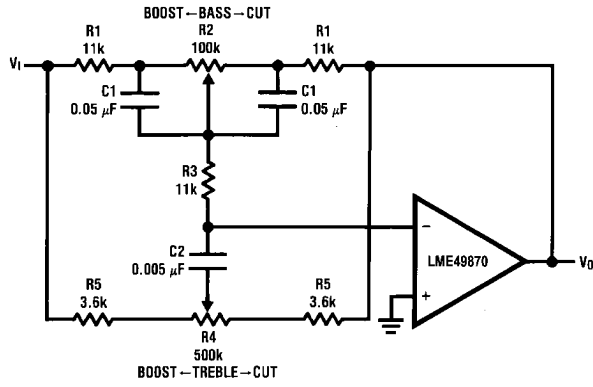 BOOST←BASS→CUT
R1
11k
R2
100k
R1
11k
VI
C1
0.05 μF
C1
0.05 μF
R3
11k
C2
0.005 μF
−
+
LME49870
VO
R5
3.6k
R5
3.6k
R4
500k
BOOST←TREBLE→CUT